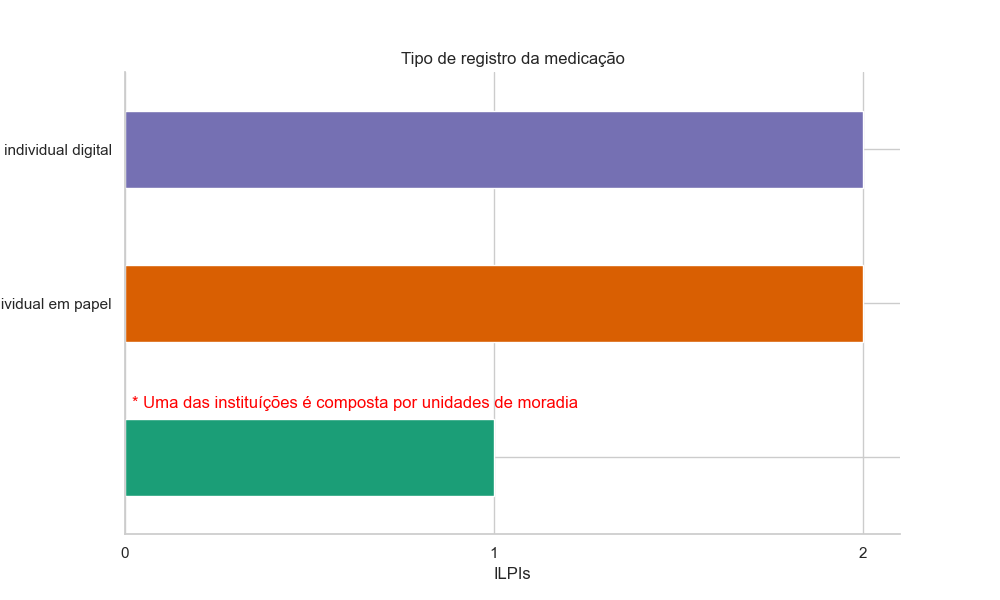 Tipo de registro da medicação
individual digital
ividual em papel
* Uma das instituíções é composta por unidades de moradia
0 1 2
ILPIs